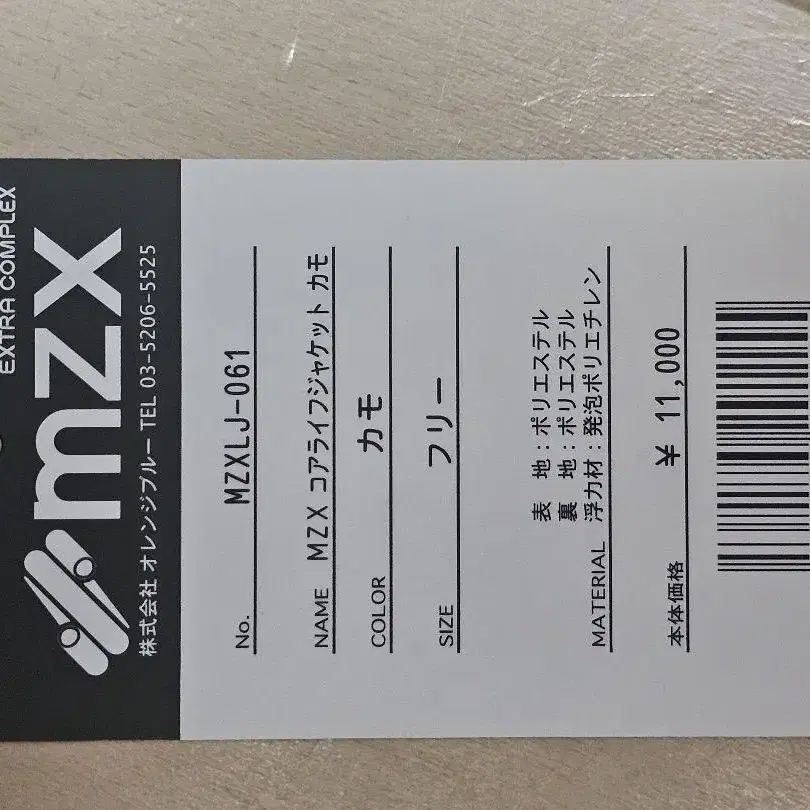 EXTRA COMPLEX
mzx
株式会社 オレンジブルー TEL 03-5206-5525
No. MZXLJ-061
NAME MZX コアライフジャケット カモ
COLOR カモ
SIZE フリー
表 地：ポリエステル
裏 地：ポリエステル
MATERIAL 浮力材：発泡ポリエチレン
本体価格 ¥ 11,000